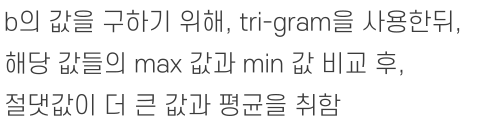 b의 값을 구하기 위해, tri-gram을 사용한뒤,
해당 값들의 max 값과 min 값 비교 후,
절댓값이 더 큰 값과 평균을 취함